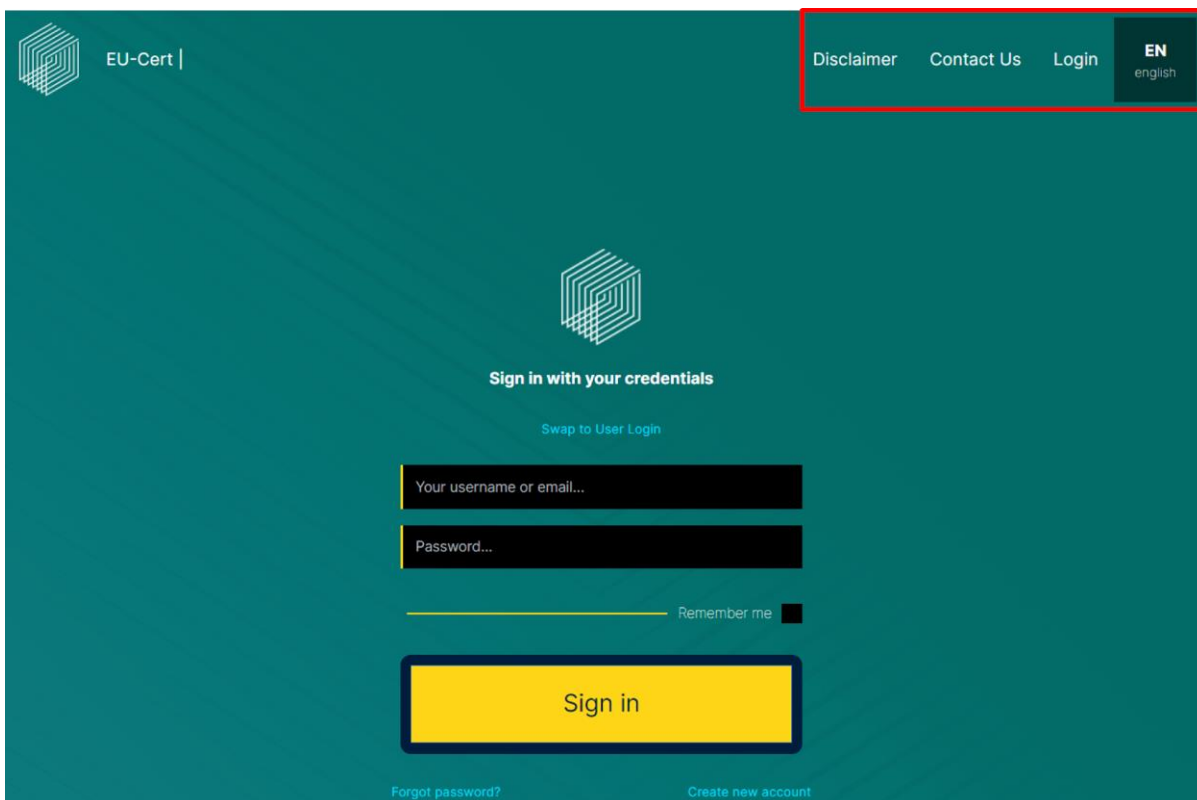 EU-Cert |
Disclaimer Contact Us Login EN
english
Sign in with your credentials
Swap to User Login
Your username or email...
Password...
Remember me
Sign in
Forgot password? Create new account